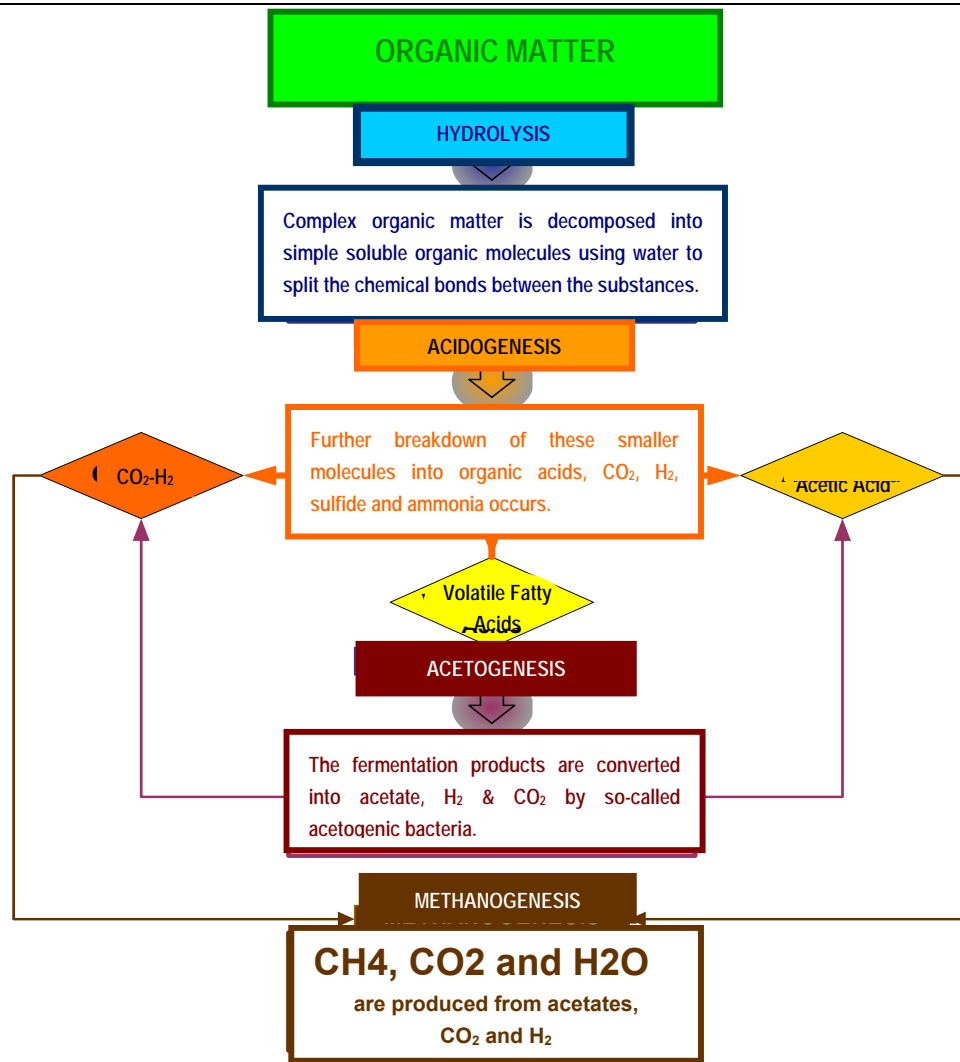 ORGANIC MATTER
HYDROLYSIS
Complex organic matter is decomposed into
simple soluble organic molecules using water to
split the chemical bonds between the substances.
ACIDOGENESIS
Further breakdown of these smaller
molecules into organic acids, CO₂, H₂,
sulfide and ammonia occurs.
CO₂-H₂
Acetic Acid
Volatile Fatty
Acids
ACETOGENESIS
The fermentation products are converted
into acetate, H₂ & CO₂ by so-called
acetogenic bacteria.
METHANOGENESIS
CH4, CO2 and H2O
are produced from acetates,
CO₂ and H₂